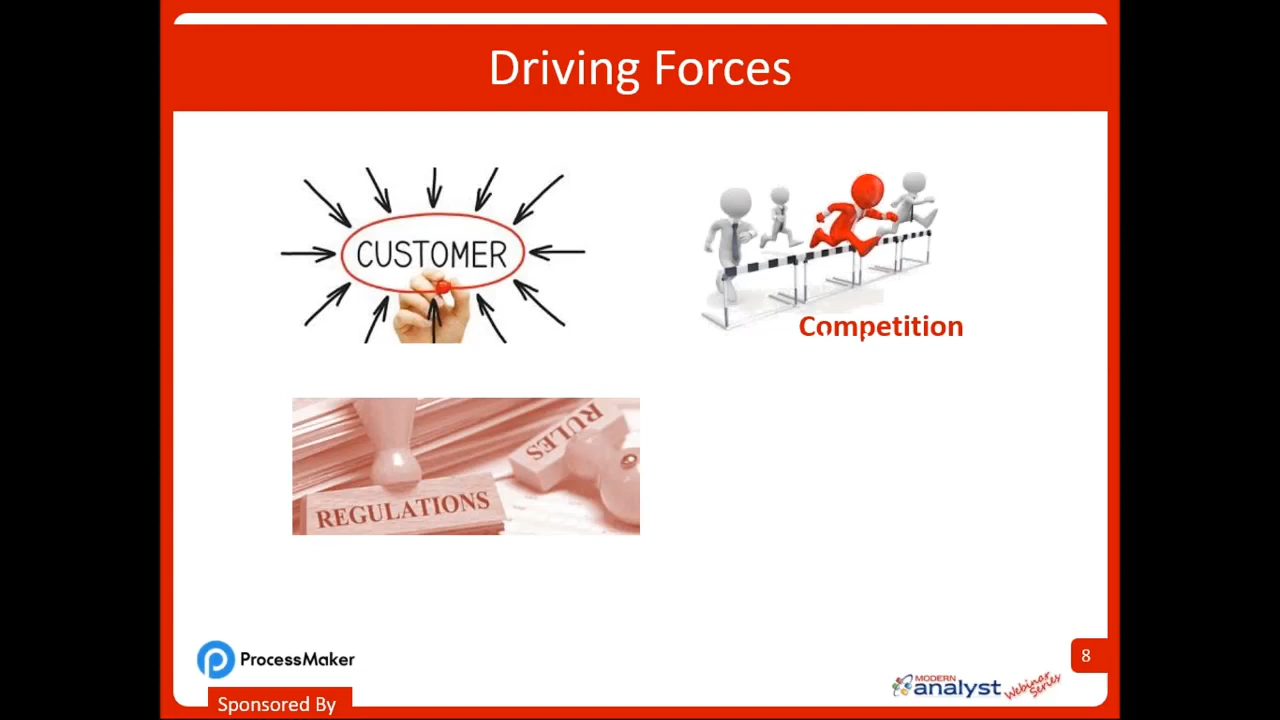 Driving Forces
CUSTOMER
Competition
RULES
REGULATIONS
ProcessMaker
8
MODERN
analyst
Webinar
Series
Sponsored By